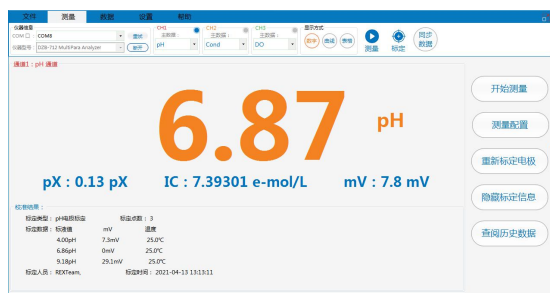 文件 测量 数据 设置 帮助
仪器信息 CH1 CH2 CH3 显示方式
COM 口 COM8 重织 主数据： 主数据： 主数据： 数字 曲线 表格 测量 标定 同步数据
仪器型号 DZB-712 MultiPara Analyzer 断开 pH Cond DO
通道1：pH 通道
6.87 pH
pX：0.13 pX IC：7.39301 e-mol/L mV：7.8 mV
开始测量
测量配置
重新标定电极
隐藏标定信息
查阅历史数据
校准结果：
标定类型： pH电极标定 标定点数： 3
标定数据： 标液值 mV 温度
4.00pH 7.3mV 25.0℃
6.86pH 0mV 25.0℃
9.18pH 29.1mV 25.0℃
标定人员： REXTeam, 标定时间： 2021-04-13 13:13:11